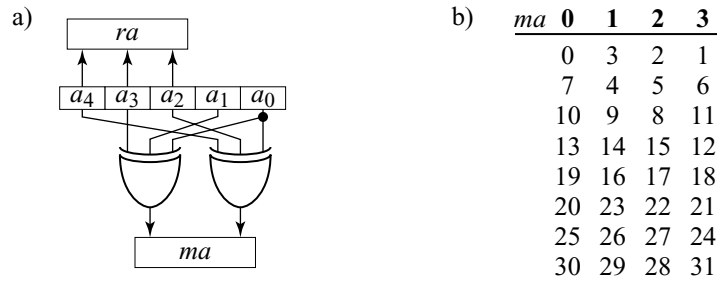 a)
ra
a4 a3 a2 a1 a0
ma
b)
ma 0 1 2 3
0 3 2 1
7 4 5 6
10 9 8 11
13 14 15 12
19 16 17 18
20 23 22 21
25 26 27 24
30 29 28 31